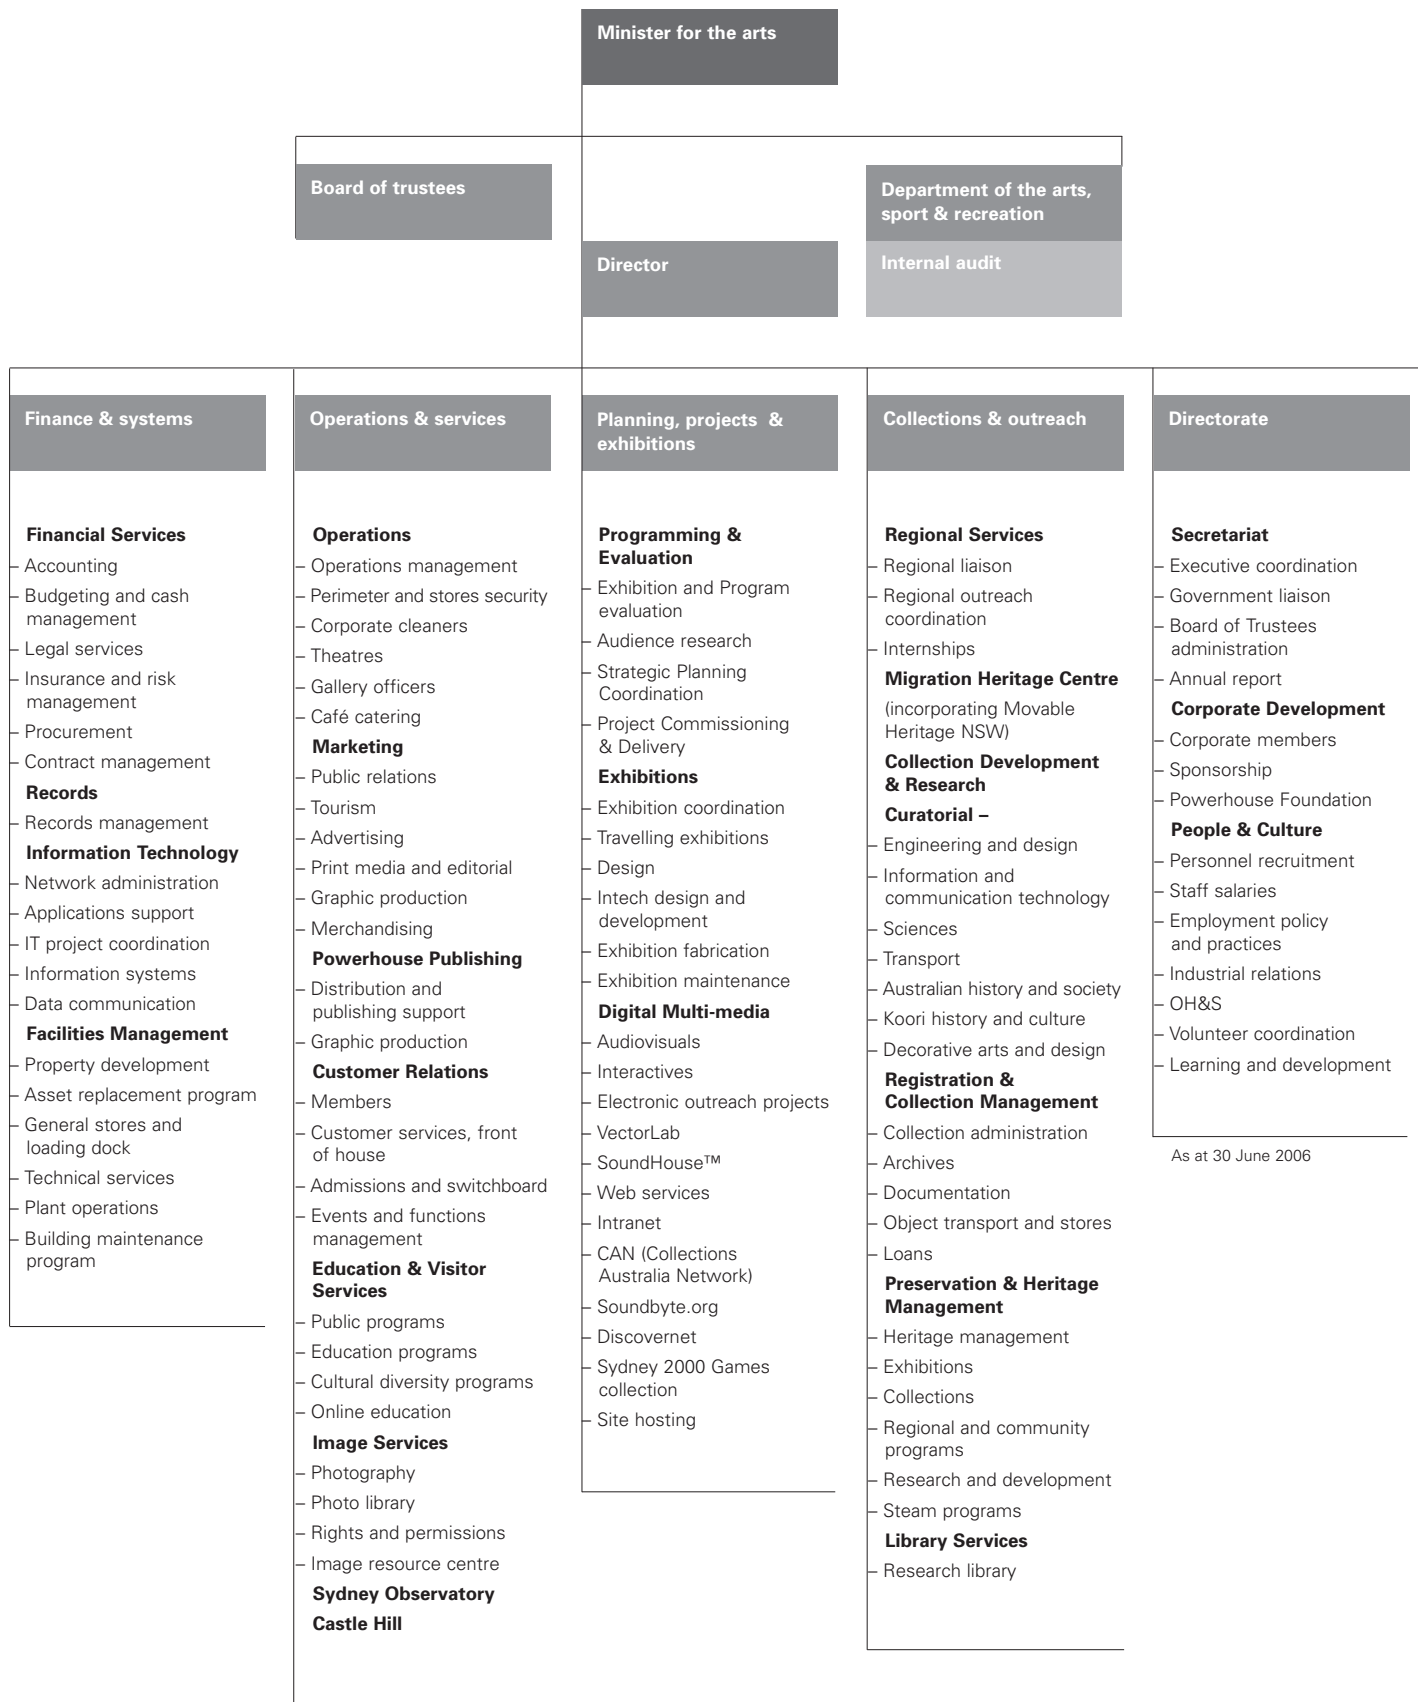 Minister for the arts
Board of trustees
Department of the arts,
sport & recreation
Director
Internal audit
Finance & systems
Financial Services
– Accounting
– Budgeting and cash
management
– Legal services
– Insurance and risk
management
– Procurement
– Contract management
Records
– Records management
Information Technology
– Network administration
– Applications support
– IT project coordination
– Information systems
– Data communication
Facilities Management
– Property development
– Asset replacement program
– General stores and
loading dock
– Technical services
– Plant operations
– Building maintenance
program
Operations & services
Operations
– Operations management
– Perimeter and stores security
– Corporate cleaners
– Theatres
– Gallery officers
– Café catering
Marketing
– Public relations
– Tourism
– Advertising
– Print media and editorial
– Graphic production
– Merchandising
Powerhouse Publishing
– Distribution and
publishing support
– Graphic production
Customer Relations
– Members
– Customer services, front
of house
– Admissions and switchboard
– Events and functions
management
Education & Visitor
Services
– Public programs
– Education programs
– Cultural diversity programs
– Online education
Image Services
– Photography
– Photo library
– Rights and permissions
– Image resource centre
Sydney Observatory
Castle Hill
Planning, projects &
exhibitions
Programming &
Evaluation
– Exhibition and Program
evaluation
– Audience research
– Strategic Planning
Coordination
– Project Commissioning
& Delivery
Exhibitions
– Exhibition coordination
– Travelling exhibitions
– Design
– Intech design and
development
– Exhibition fabrication
– Exhibition maintenance
Digital Multi-media
– Audiovisuals
– Interactives
– Electronic outreach projects
– VectorLab
– SoundHouse™
– Web services
– Intranet
– CAN (Collections
Australia Network)
– Soundbyte.org
– Discovernet
– Sydney 2000 Games
collection
– Site hosting
Collections & outreach
Regional Services
– Regional liaison
– Regional outreach
coordination
– Internships
Migration Heritage Centre
(incorporating Movable
Heritage NSW)
Collection Development
& Research
Curatorial –
– Engineering and design
– Information and
communication technology
– Sciences
– Transport
– Australian history and society
– Koori history and culture
– Decorative arts and design
Registration &
Collection Management
– Collection administration
– Archives
– Documentation
– Object transport and stores
– Loans
Preservation & Heritage
Management
– Heritage management
– Exhibitions
– Collections
– Regional and community
programs
– Research and development
– Steam programs
Library Services
– Research library
Directorate
Secretariat
– Executive coordination
– Government liaison
– Board of Trustees
administration
– Annual report
Corporate Development
– Corporate members
– Sponsorship
– Powerhouse Foundation
People & Culture
– Personnel recruitment
– Staff salaries
– Employment policy
and practices
– Industrial relations
– OH&S
– Volunteer coordination
– Learning and development
As at 30 June 2006